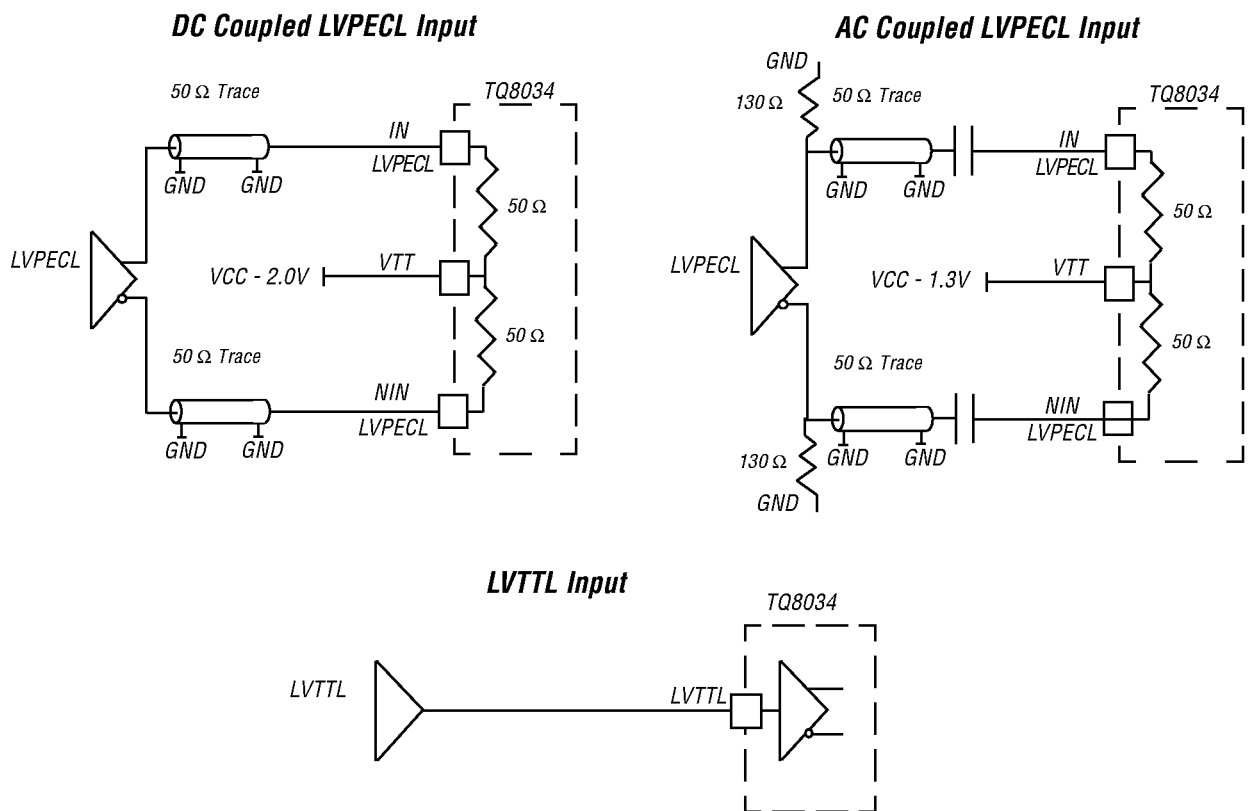 DC Coupled LVPECL Input
50 Ω Trace
TQ8034
IN
LVPECL
GND
GND
50 Ω
LVPECL
VCC - 2.0V
VTT
50 Ω
50 Ω Trace
NIN
LVPECL
GND
GND
AC Coupled LVPECL Input
GND
130 Ω
50 Ω Trace
TQ8034
IN
LVPECL
GND
GND
50 Ω
LVPECL
VCC - 1.3V
VTT
50 Ω
50 Ω Trace
NIN
LVPECL
130 Ω
GND
GND
GND
LVTTL Input
TQ8034
LVTTL
LVTTL